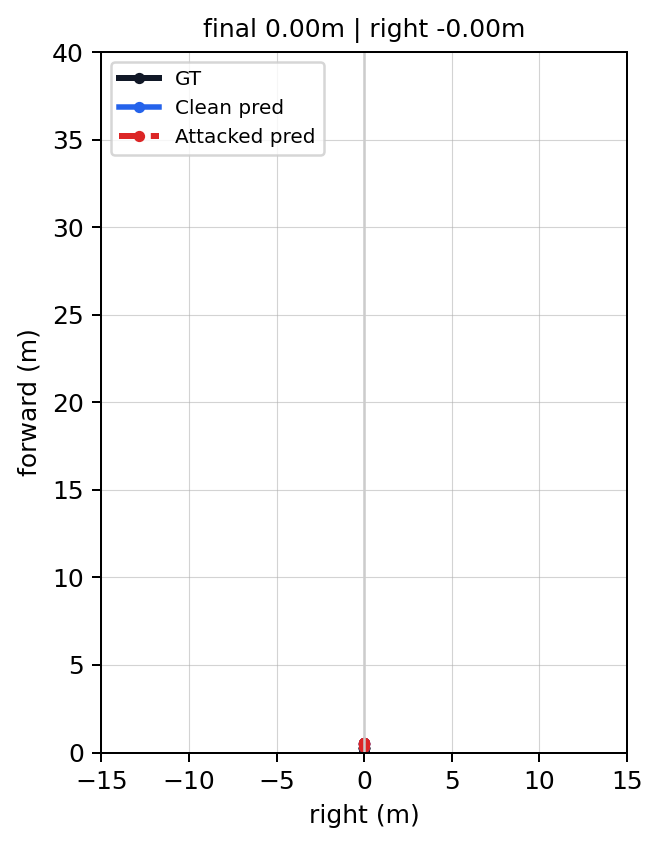 final 0.00m | right -0.00m
GT
Clean pred
Attacked pred
40
35
30
25
20
15
10
5
0
forward (m)
−15 −10 −5 0 5 10 15
right (m)